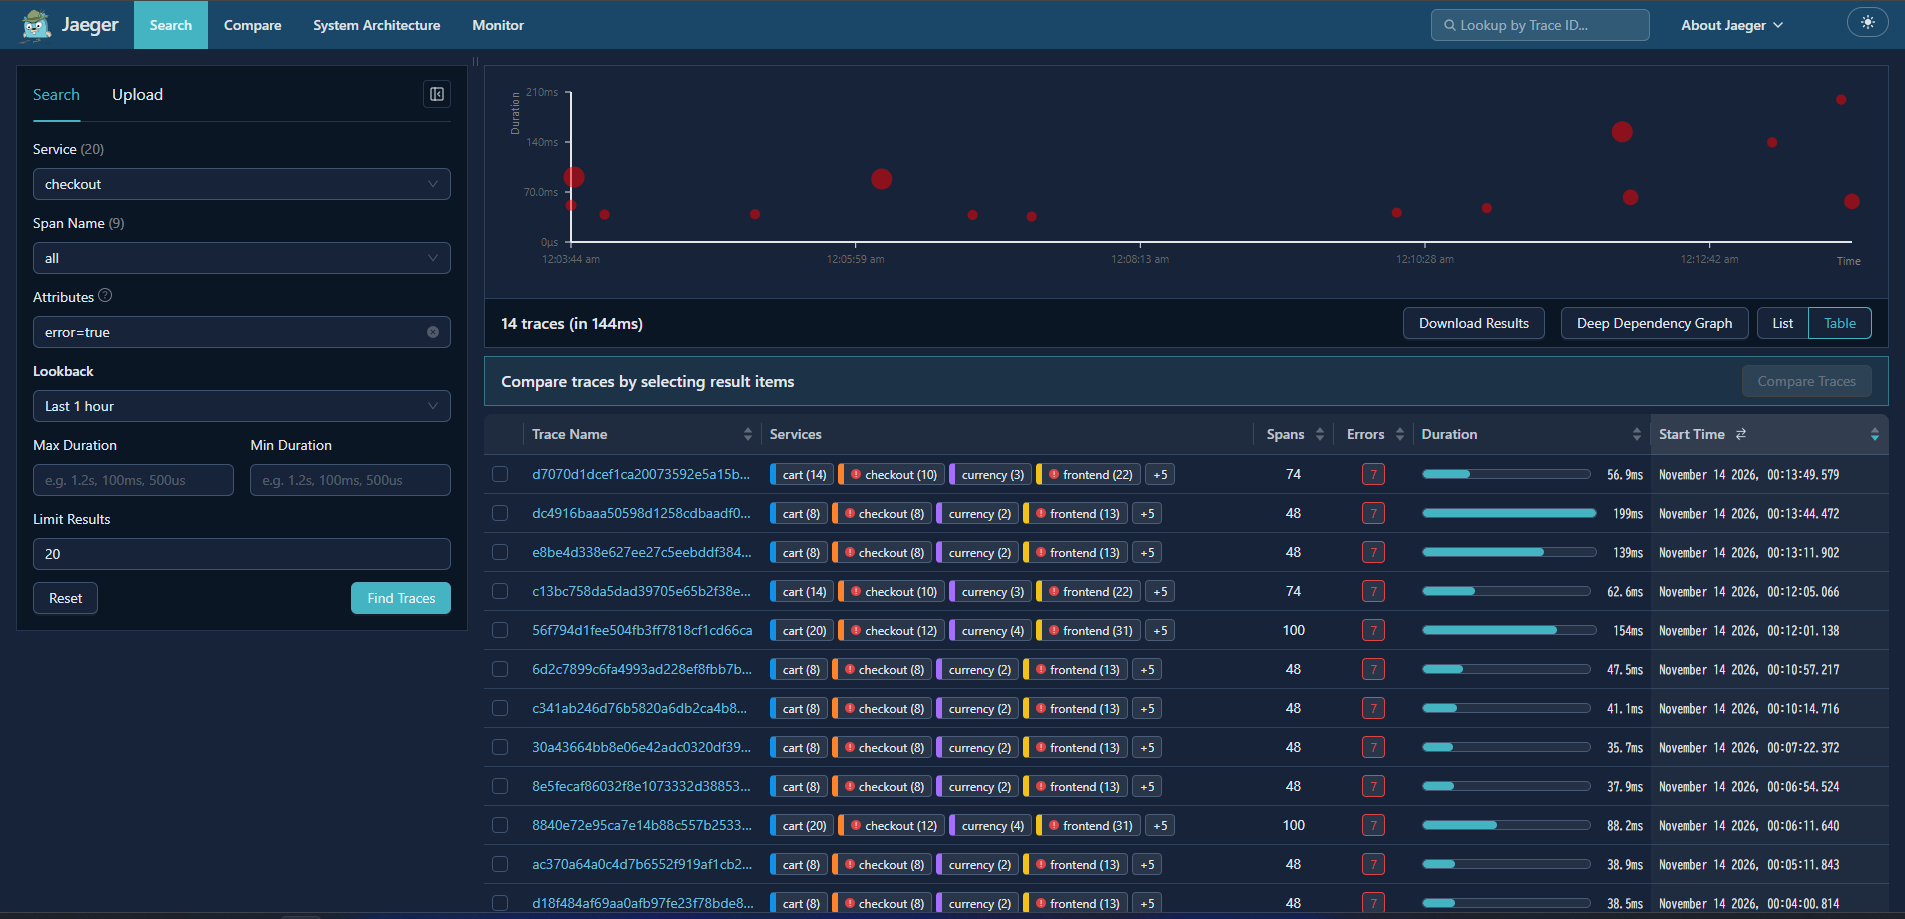 Jaeger Search Compare System Architecture Monitor Lookup by Trace ID... About Jaeger
Search Upload
Service (20)
checkout
Span Name (9)
all
Attributes
error=true
Lookback
Last 1 hour
Max Duration Min Duration
e.g. 1.2s, 100ms, 500us e.g. 1.2s, 100ms, 500us
Limit Results
20
Reset Find Traces
Duration
210ms
140ms
70.0ms
0μs
12:03:44 am 12:05:59 am 12:08:13 am 12:10:28 am 12:12:42 am Time
14 traces (in 144ms) Download Results Deep Dependency Graph List Table
Compare traces by selecting result items Compare Traces
Trace Name Services Spans Errors Duration Start Time
d7070d1dcef1ca20073592e5a15b... cart (14) checkout (10) currency (3) frontend (22) +5 74 7 56.9ms November 14 2026, 00:13:49.579
dc4916baaa50598d1258cdbaadf0... cart (8) checkout (8) currency (2) frontend (13) +5 48 7 199ms November 14 2026, 00:13:44.472
e8be4d338e627ee27c5eebddf384... cart (8) checkout (8) currency (2) frontend (13) +5 48 7 139ms November 14 2026, 00:13:11.902
c13bc758da5dad39705e65b2f38e... cart (14) checkout (10) currency (3) frontend (22) +5 74 7 62.6ms November 14 2026, 00:12:05.066
56f794d1fee504fb3ff7818cf1cd66ca cart (20) checkout (12) currency (4) frontend (31) +5 100 7 154ms November 14 2026, 00:12:01.138
6d2c7899c6fa4993ad228ef8fbb7b... cart (8) checkout (8) currency (2) frontend (13) +5 48 7 47.5ms November 14 2026, 00:10:57.217
c341ab246d76b5820a6db2ca4b8... cart (8) checkout (8) currency (2) frontend (13) +5 48 7 41.1ms November 14 2026, 00:10:14.716
30a43664bb8e06e42adc0320df39... cart (8) checkout (8) currency (2) frontend (13) +5 48 7 35.7ms November 14 2026, 00:07:22.372
8e5fecaf86032f8e1073332d38853... cart (8) checkout (8) currency (2) frontend (13) +5 48 7 37.9ms November 14 2026, 00:06:54.524
8840e72e95ca7e14b88c557b2533... cart (20) checkout (12) currency (4) frontend (31) +5 100 7 88.2ms November 14 2026, 00:06:11.640
ac370a64a0c4d7b6552f919af1cb2... cart (8) checkout (8) currency (2) frontend (13) +5 48 7 38.9ms November 14 2026, 00:05:11.843
d18f484af69aa0afb97fe23f78bde8... cart (8) checkout (8) currency (2) frontend (13) +5 48 7 38.5ms November 14 2026, 00:04:00.814